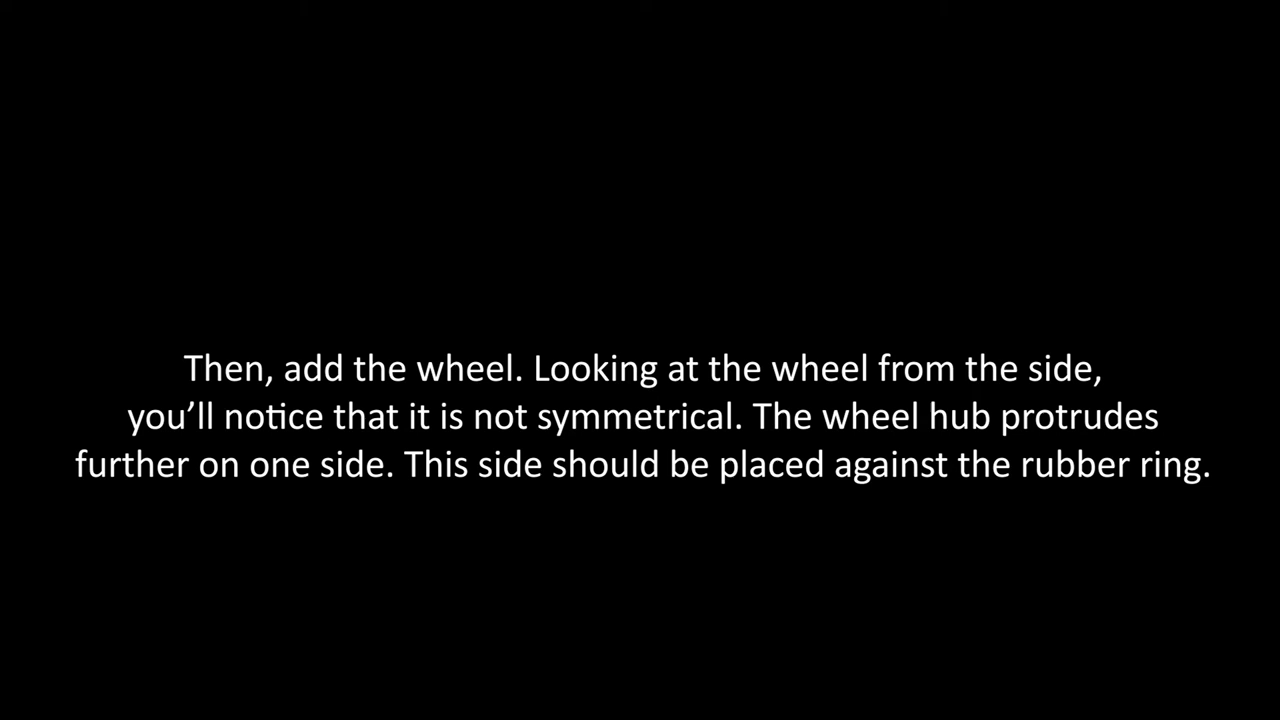 Then, add the wheel. Looking at the wheel from the side,
you’ll notice that it is not symmetrical. The wheel hub protrudes
further on one side. This side should be placed against the rubber ring.